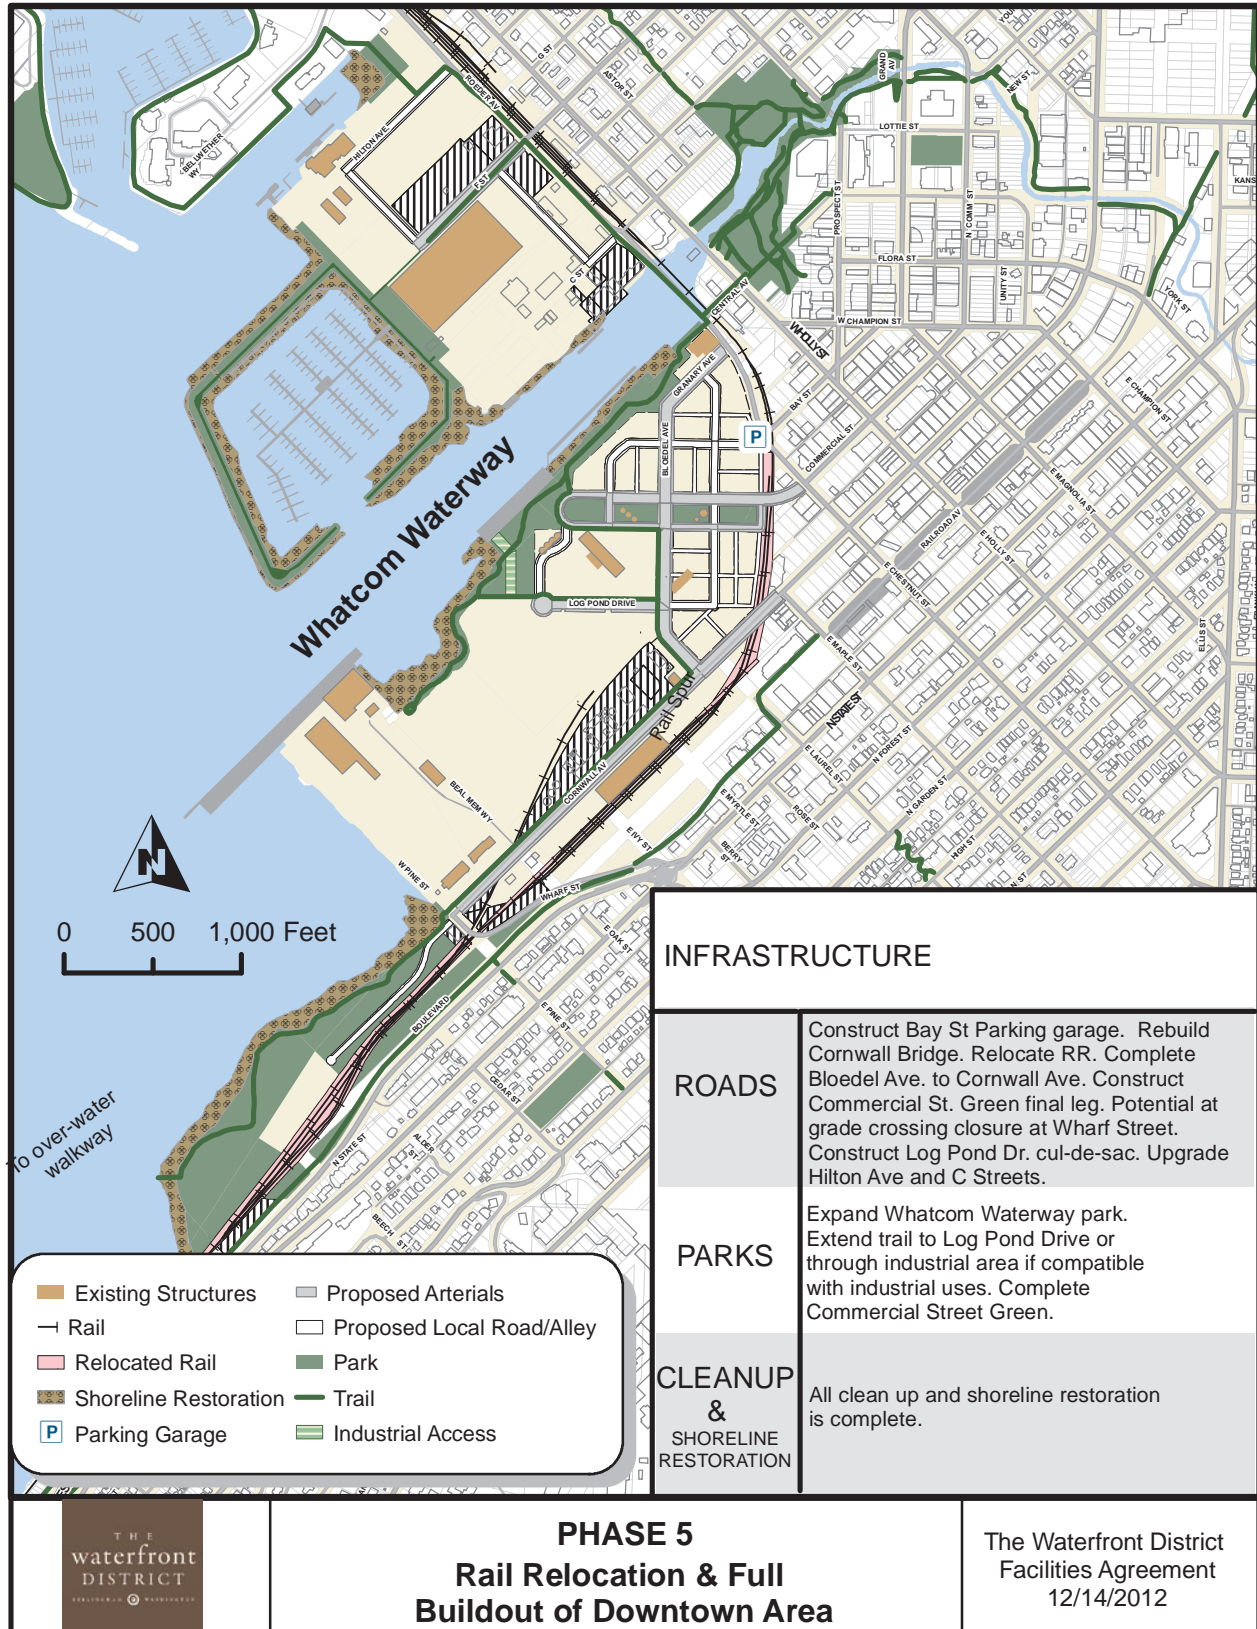 G ST
ASTOR ST
ROEDER AV
HILTON AVE
BELLWETHER
WY
F ST
C ST
GRAND
AV
NEW ST
LOTTIE ST
KANS
PROSPECT ST
N COMM ST
FLORA ST
UNITY ST
YORK ST
CENTRAL AV
W CHAMPION ST
W HOLLY ST
E CHAMPION ST
GRANARY AVE
BAY ST
P
COMMERCIAL ST
BLOEDEL AVE
E MAGNOLIA ST
RAILROAD AV
E HOLLY ST
E CHESTNUT ST
ELLIS ST
Whatcom Waterway
LOG POND DRIVE
E MAPLE ST
Rail Spur
N STATE ST
N FOREST ST
E LAUREL ST
CORNWALL AV
BEAL MEM WY
N GARDEN ST
E MYRTLE ST
ROSE ST
HIGH ST
E IVY ST
BERRY
ST
W PINE ST
WHARF ST
N
0 500 1,000 Feet
E OAK ST
E PINE ST
BOULEVARD
CEDAR ST
N STATE ST
ALDER
ST
BEECH ST
To over-water
walkway
INFRASTRUCTURE
ROADS
Construct Bay St Parking garage. Rebuild
Cornwall Bridge. Relocate RR. Complete
Bloedel Ave. to Cornwall Ave. Construct
Commercial St. Green final leg. Potential at
grade crossing closure at Wharf Street.
Construct Log Pond Dr. cul-de-sac. Upgrade
Hilton Ave and C Streets.
PARKS
Expand Whatcom Waterway park.
Extend trail to Log Pond Drive or
through industrial area if compatible
with industrial uses. Complete
Commercial Street Green.
CLEANUP
&
SHORELINE
RESTORATION
All clean up and shoreline restoration
is complete.
Existing Structures
Rail
Relocated Rail
Shoreline Restoration
P Parking Garage
Proposed Arterials
Proposed Local Road/Alley
Park
Trail
Industrial Access
THE
waterfront
DISTRICT
BELLINGHAM WASHINGTON
PHASE 5
Rail Relocation & Full
Buildout of Downtown Area
The Waterfront District
Facilities Agreement
12/14/2012